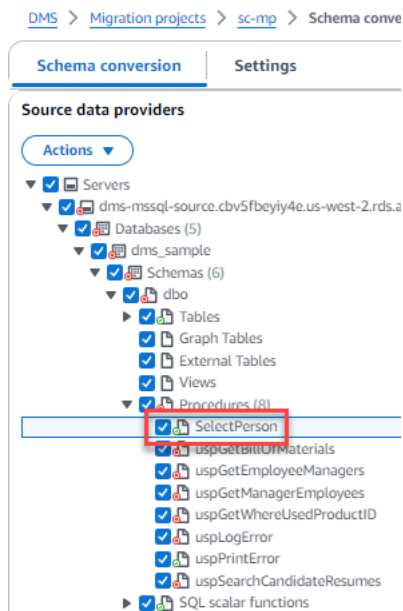 DMS > Migration projects > sc-mp > Schema conve
Schema conversion Settings
Source data providers
Actions ▼
Servers
dms-mssql-source.cbv5fbeyiy4e.us-west-2.rds.a
Databases (5)
dms_sample
Schemas (6)
dbo
Tables
Graph Tables
External Tables
Views
Procedures (8)
SelectPerson
uspGetBillOfMaterials
uspGetEmployeeManagers
uspGetManagerEmployees
uspGetWhereUsedProductID
uspLogError
uspPrintError
uspSearchCandidateResumes
SQL scalar functions